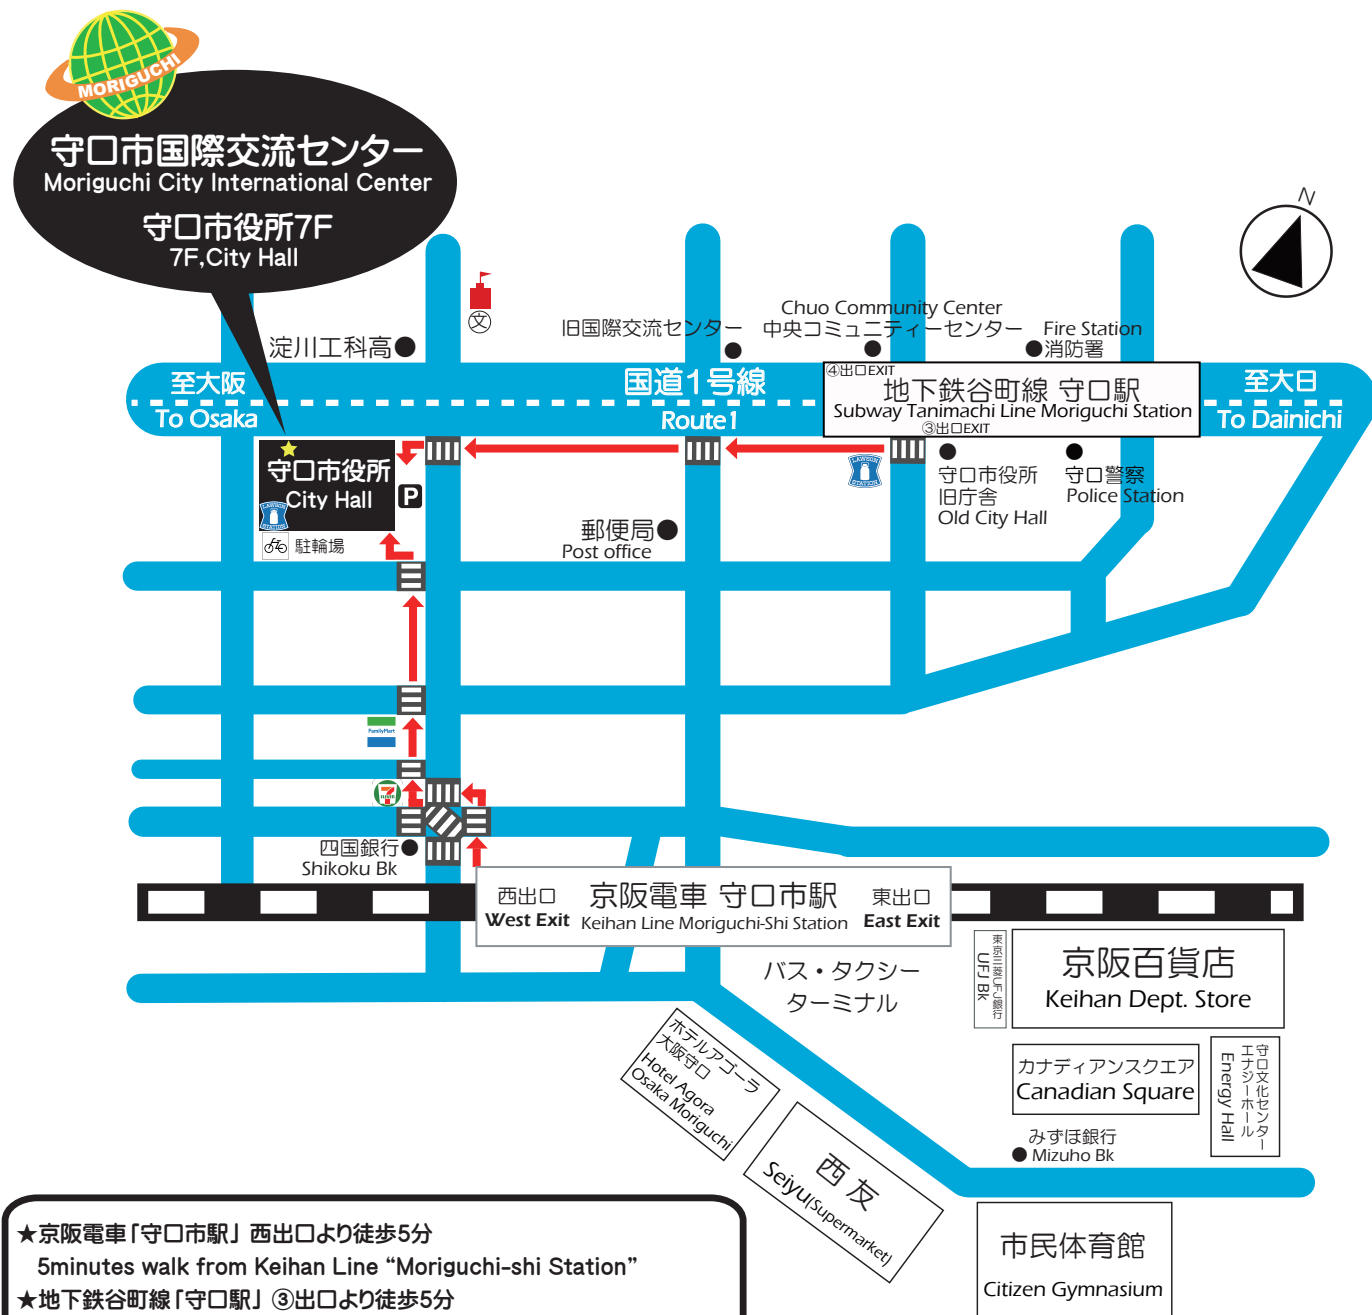 MORIGUCHI
守口市国際交流センター
Moriguchi City International Center
守口市役所7F
7F,City Hall
N
文
淀川工科高
旧国際交流センター
Chuo Community Center
中央コミュニティーセンター
Fire Station
消防署
至大阪
To Osaka
国道1号線
Route1
④出口EXIT
地下鉄谷町線 守口駅
Subway Tanimachi Line Moriguchi Station
③出口EXIT
至大日
To Dainichi
守口市役所
City Hall
P
LAWSON
STATION
駐輪場
郵便局
Post office
LAWSON
STATION
守口市役所
旧庁舎
Old City Hall
守口警察
Police Station
FamilyMart
7
ELEVEN
四国銀行
Shikoku Bk
西出口
West Exit
京阪電車 守口市駅
Keihan Line Moriguchi-Shi Station
東出口
East Exit
バス・タクシー
ターミナル
東京三菱UFJ銀行
UFJ Bk
京阪百貨店
Keihan Dept. Store
カナディアンスクエア
Canadian Square
守口文化センター
エナジーホール
Energy Hall
みずほ銀行
Mizuho Bk
ホテルアゴーラ
大阪守口
Hotel Agora
Osaka Moriguchi
西友
Seiyu(Supermarket)
市民体育館
Citizen Gymnasium
★京阪電車「守口市駅」 西出口より徒歩5分
5minutes walk from Keihan Line “Moriguchi-shi Station”
★地下鉄谷町線「守口駅」 ③出口より徒歩5分